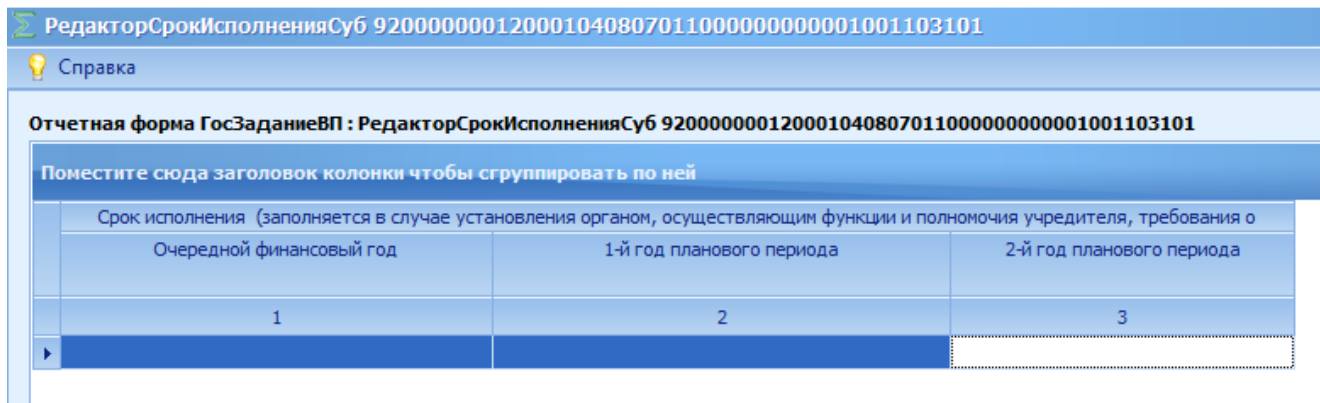 РедакторСрокИсполненияСуб 920000000120001040807011000000000001001103101
Справка
Отчетная форма ГосЗаданиеВП : РедакторСрокИсполненияСуб 92000000012000104080701100000000001001103101
Поместите сюда заголовок колонки чтобы сгруппировать по ней
Срок исполнения (заполняется в случае установления органом, осуществляющим функции и полномочия учредителя, требования о
Очередной финансовый год 1-й год планового периода 2-й год планового периода
1 2 3